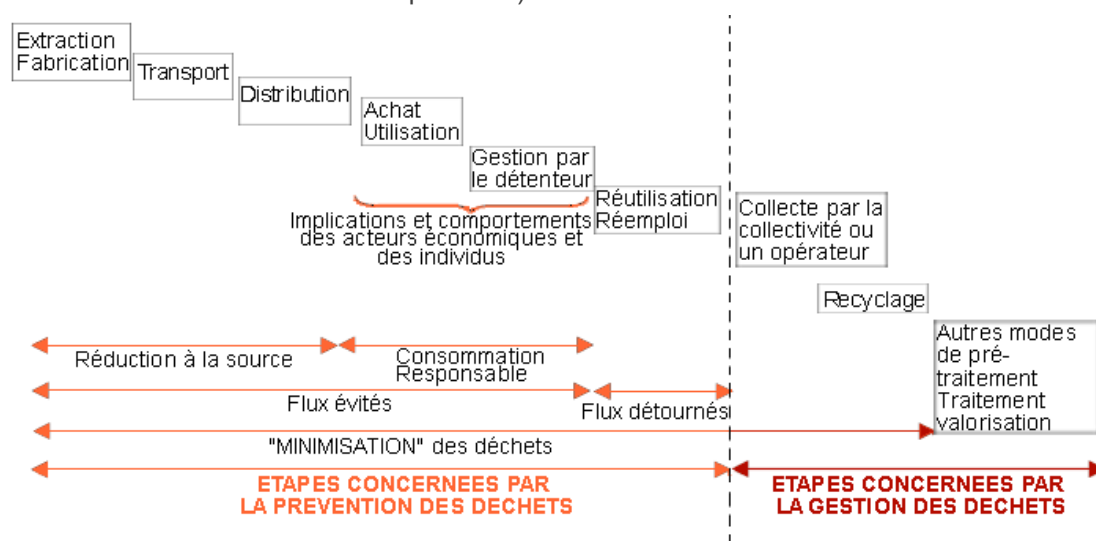 Extraction
Fabrication
Transport
Distribution
Achat
Utilisation
Gestion par
le détenteur
Réutilisation
Réemploi
Implications et comportements
des acteurs économiques et
des individus
Collecte par la
collectivité ou
un opérateur
Recyclage
Autres modes
de pré-
traitement
Traitement
valorisation
Réduction à la source
Consommation
Responsable
Flux évités
Flux détournés
"MINIMISATION" des déchets
ETAPES CONCERNEES PAR
LA PREVENTION DES DECHETS
ETAPES CONCERNEES PAR
LA GESTION DES DECHETS